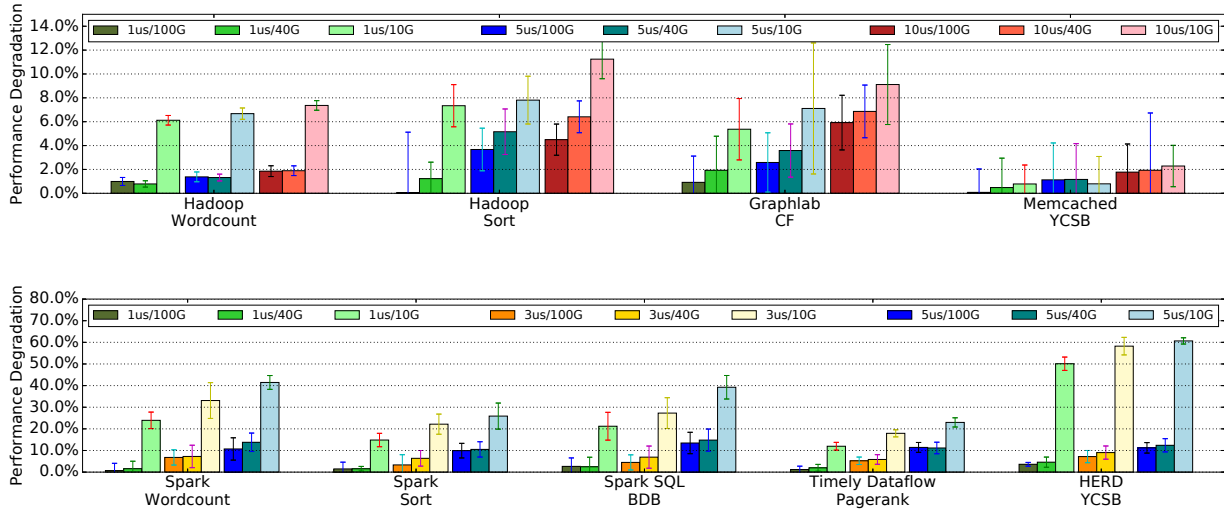 14.0%
12.0%
10.0%
8.0%
6.0%
4.0%
2.0%
0.0%
Performance Degradation
1us/100G 1us/40G 1us/10G 5us/100G 5us/40G 5us/10G 10us/100G 10us/40G 10us/10G
Hadoop Hadoop Graphlab Memcached
Wordcount Sort CF YCSB
80.0%
70.0%
60.0%
50.0%
40.0%
30.0%
20.0%
10.0%
0.0%
Performance Degradation
1us/100G 1us/40G 1us/10G 3us/100G 3us/40G 3us/10G 5us/100G 5us/40G 5us/10G
Spark Spark Spark SQL Timely Dataflow HERD
Wordcount Sort BDB Pagerank YCSB